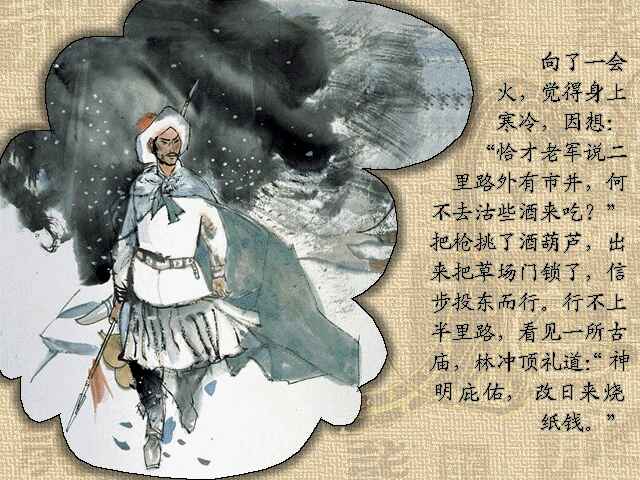 向了一会
火，觉得身上
寒冷，因想：
“恰才老军说二
里路外有市井，何
不去沽些酒来吃？”
把枪挑了酒葫芦，出
来把草场门锁了，信
步投东而行。行不上
半里路，看见一所古
庙，林冲顶礼道：“神
明庇佑，改日来烧
纸钱。”